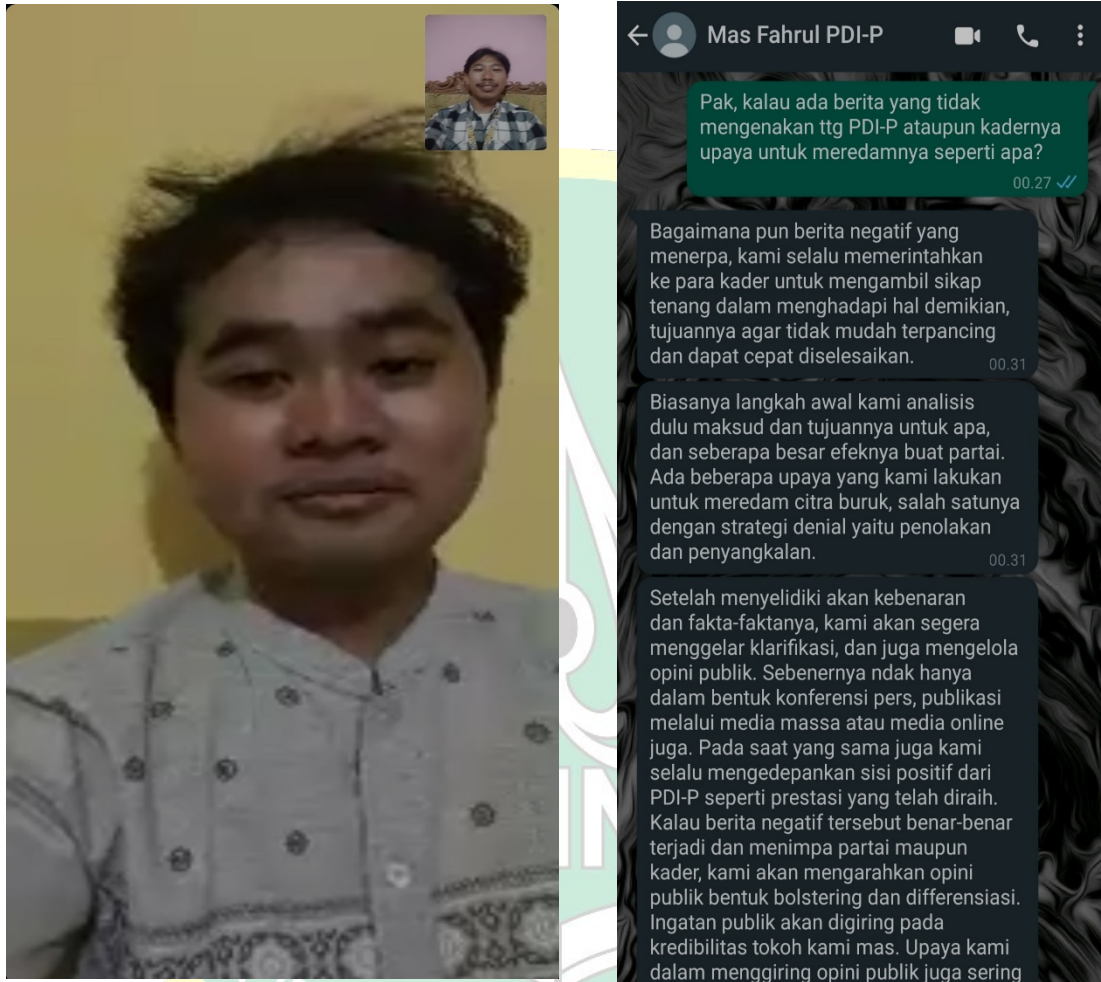 Mas Fahrul PDI-P
Pak, kalau ada berita yang tidak
mengenakan ttg PDI-P ataupun kadernya
upaya untuk meredamnya seperti apa?
00.27
Bagaimana pun berita negatif yang
menerpa, kami selalu memerintahkan
ke para kader untuk mengambil sikap
tenang dalam menghadapi hal demikian,
tujuannya agar tidak mudah terpancing
dan dapat cepat diselesaikan.
00.31
Biasanya langkah awal kami analisis
dulu maksud dan tujuannya untuk apa,
dan seberapa besar efeknya buat partai.
Ada beberapa upaya yang kami lakukan
untuk meredam citra buruk, salah satunya
dengan strategi denial yaitu penolakan
dan penyangkalan.
00.31
Setelah menyelidiki akan kebenaran
dan fakta-faktanya, kami akan segera
menggelar klarifikasi, dan juga mengelola
opini publik. Sebenernya ndak hanya
dalam bentuk konferensi pers, publikasi
melalui media massa atau media online
juga. Pada saat yang sama juga kami
selalu mengedepankan sisi positif dari
PDI-P seperti prestasi yang telah diraih.
Kalau berita negatif tersebut benar-benar
terjadi dan menimpa partai maupun
kader, kami akan mengarahkan opini
publik bentuk bolstering dan differensiasi.
Ingatan publik akan digiring pada
kredibilitas tokoh kami mas. Upaya kami
dalam menggiring opini publik juga sering